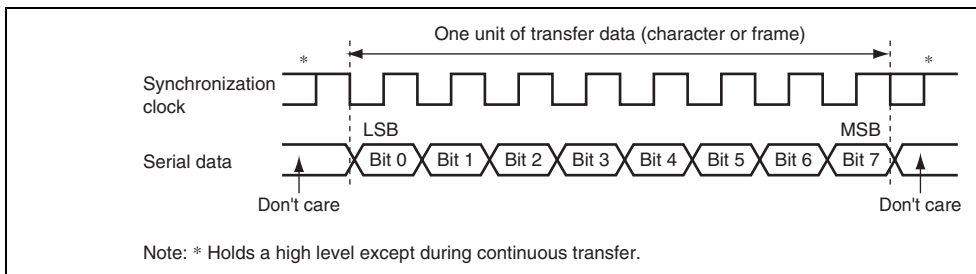 One unit of transfer data (character or frame)
* *
Synchronization
clock
LSB MSB
Serial data Bit 0 Bit 1 Bit 2 Bit 3 Bit 4 Bit 5 Bit 6 Bit 7
Don't care Don't care
Note: * Holds a high level except during continuous transfer.